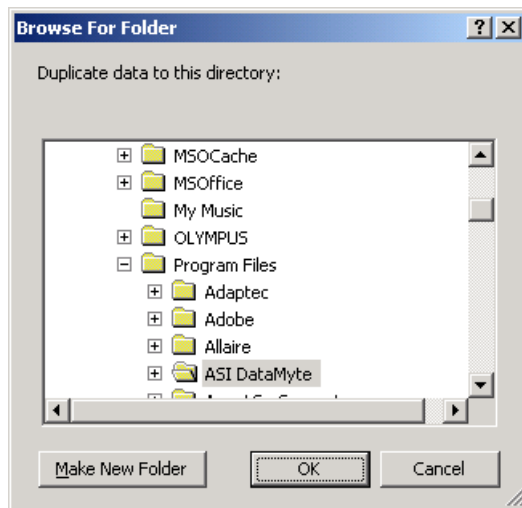 Browse For Folder
Duplicate data to this directory:
MSOCache
MSOffice
My Music
OLYMPUS
Program Files
Adaptec
Adobe
Allaire
ASI DataMyte
Make New Folder OK Cancel